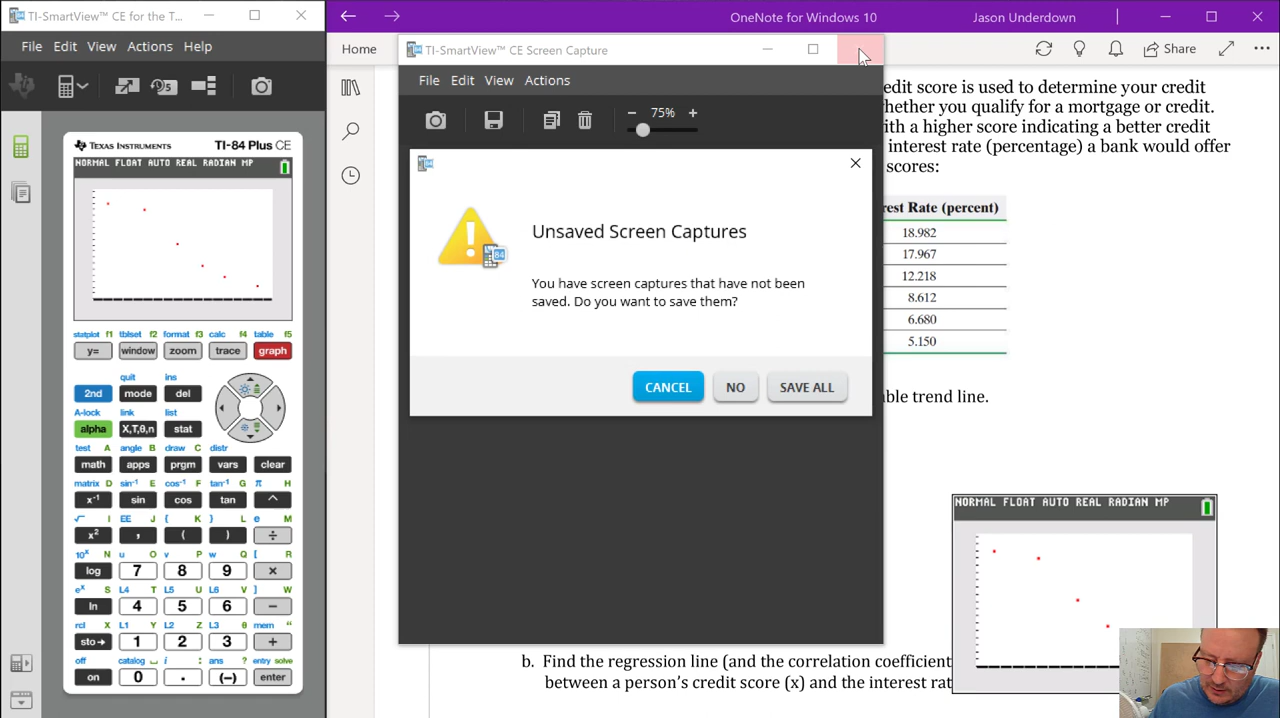 TI-SmartView™ CE for the T...
File Edit View Actions Help
TEXAS INSTRUMENTS TI-84 Plus CE
NORMAL FLOAT AUTO REAL RADIAN MP
statplot f1 tblset f2 format f3 calc f4 table f5
y= window zoom trace graph
quit ins
2nd mode del
A-lock link list
alpha X,T,θ,n stat
test A angle B draw C distr
math apps prgm vars clear
matrix D sin⁻¹ E cos⁻¹ F tan⁻¹ G π H
x⁻¹ sin cos tan ^
√ I EE J { K } L e M
x² , ( ) ÷
10ˣ N u O v P w Q [ R
log 7 8 9 ×
eˣ S L4 T L5 U L6 V ] W
ln 4 5 6 −
rcl X L1 Y L2 Z L3 θ mem "
sto→ 1 2 3 +
off catalog i : ans ? entry solve
on 0 . (−) enter
OneNote for Windows 10
Jason Underdown
Home
Share
TI-SmartView™ CE Screen Capture
File Edit View Actions
75%
Unsaved Screen Captures
You have screen captures that have not been
saved. Do you want to save them?
CANCEL NO SAVE ALL
edit score is used to determine your credit
hether you qualify for a mortgage or credit.
ith a higher score indicating a better credit
interest rate (percentage) a bank would offer
scores:
rest Rate (percent)
18.982
17.967
12.218
8.612
6.680
5.150
ble trend line.
NORMAL FLOAT AUTO REAL RADIAN MP
b. Find the regression line (and the correlation coefficient
between a person's credit score (x) and the interest rat